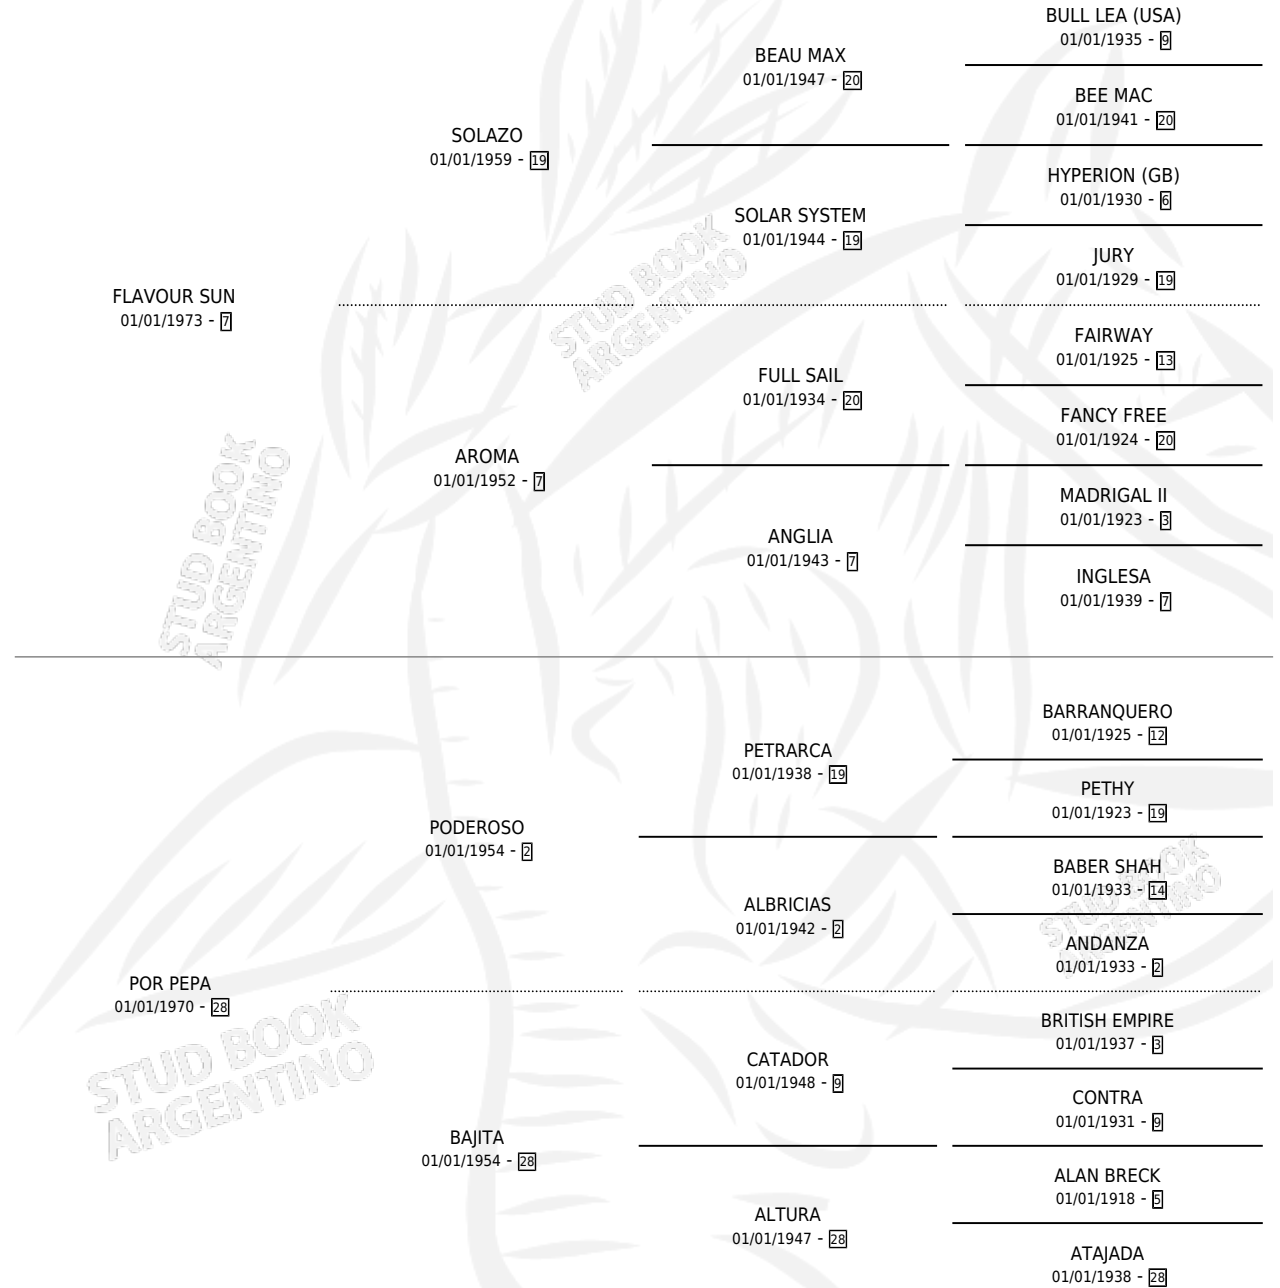 BULL LEA (USA)
01/01/1935 - 9
BEAU MAX
01/01/1947 - 20
BEE MAC
01/01/1941 - 20
SOLAZO
01/01/1959 - 19
HYPERION (GB)
01/01/1930 - 6
SOLAR SYSTEM
01/01/1944 - 19
JURY
01/01/1929 - 19
FLAVOUR SUN
01/01/1973 - 7
FAIRWAY
01/01/1925 - 13
FULL SAIL
01/01/1934 - 20
FANCY FREE
01/01/1924 - 20
AROMA
01/01/1952 - 7
MADRIGAL II
01/01/1923 - 3
ANGLIA
01/01/1943 - 7
INGLESA
01/01/1939 - 7
BARRANQUERO
01/01/1925 - 12
PETRARCA
01/01/1938 - 19
PETHY
01/01/1923 - 19
PODEROSO
01/01/1954 - 2
BABER SHAH
01/01/1933 - 14
ALBRICIAS
01/01/1942 - 2
ANDANZA
01/01/1933 - 2
POR PEPA
01/01/1970 - 28
BRITISH EMPIRE
01/01/1937 - 3
CATADOR
01/01/1948 - 9
CONTRA
01/01/1931 - 9
BAJITA
01/01/1954 - 28
ALAN BRECK
01/01/1918 - 5
ALTURA
01/01/1947 - 28
ATAJADA
01/01/1938 - 28
STUD BOOK
ARGENTINO
STUD BOOK
ARGENTINO
STUD BOOK
ARGENTINO
STUD BOOK
ARGENTINO